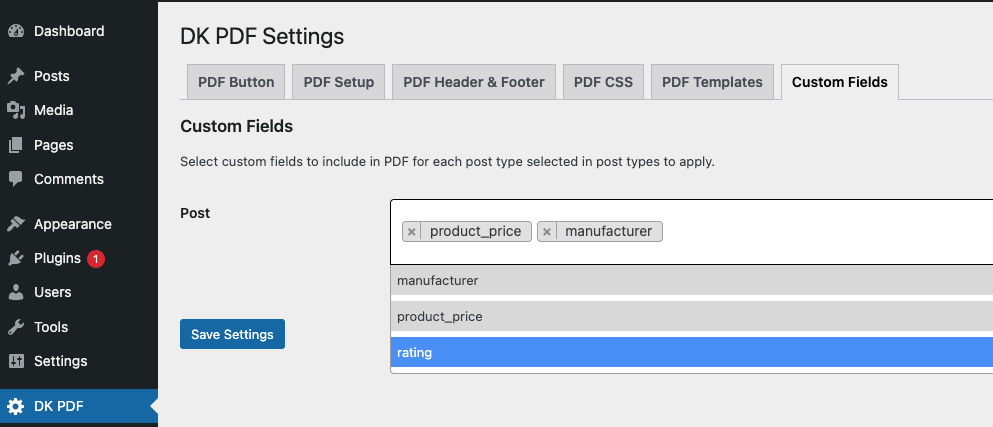 Dashboard
Posts
Media
Pages
Comments
Appearance
Plugins 1
Users
Tools
Settings
DK PDF
DK PDF Settings
PDF Button PDF Setup PDF Header & Footer PDF CSS PDF Templates Custom Fields
Custom Fields
Select custom fields to include in PDF for each post type selected in post types to apply.
Post
× product_price × manufacturer
manufacturer
product_price
rating
Save Settings